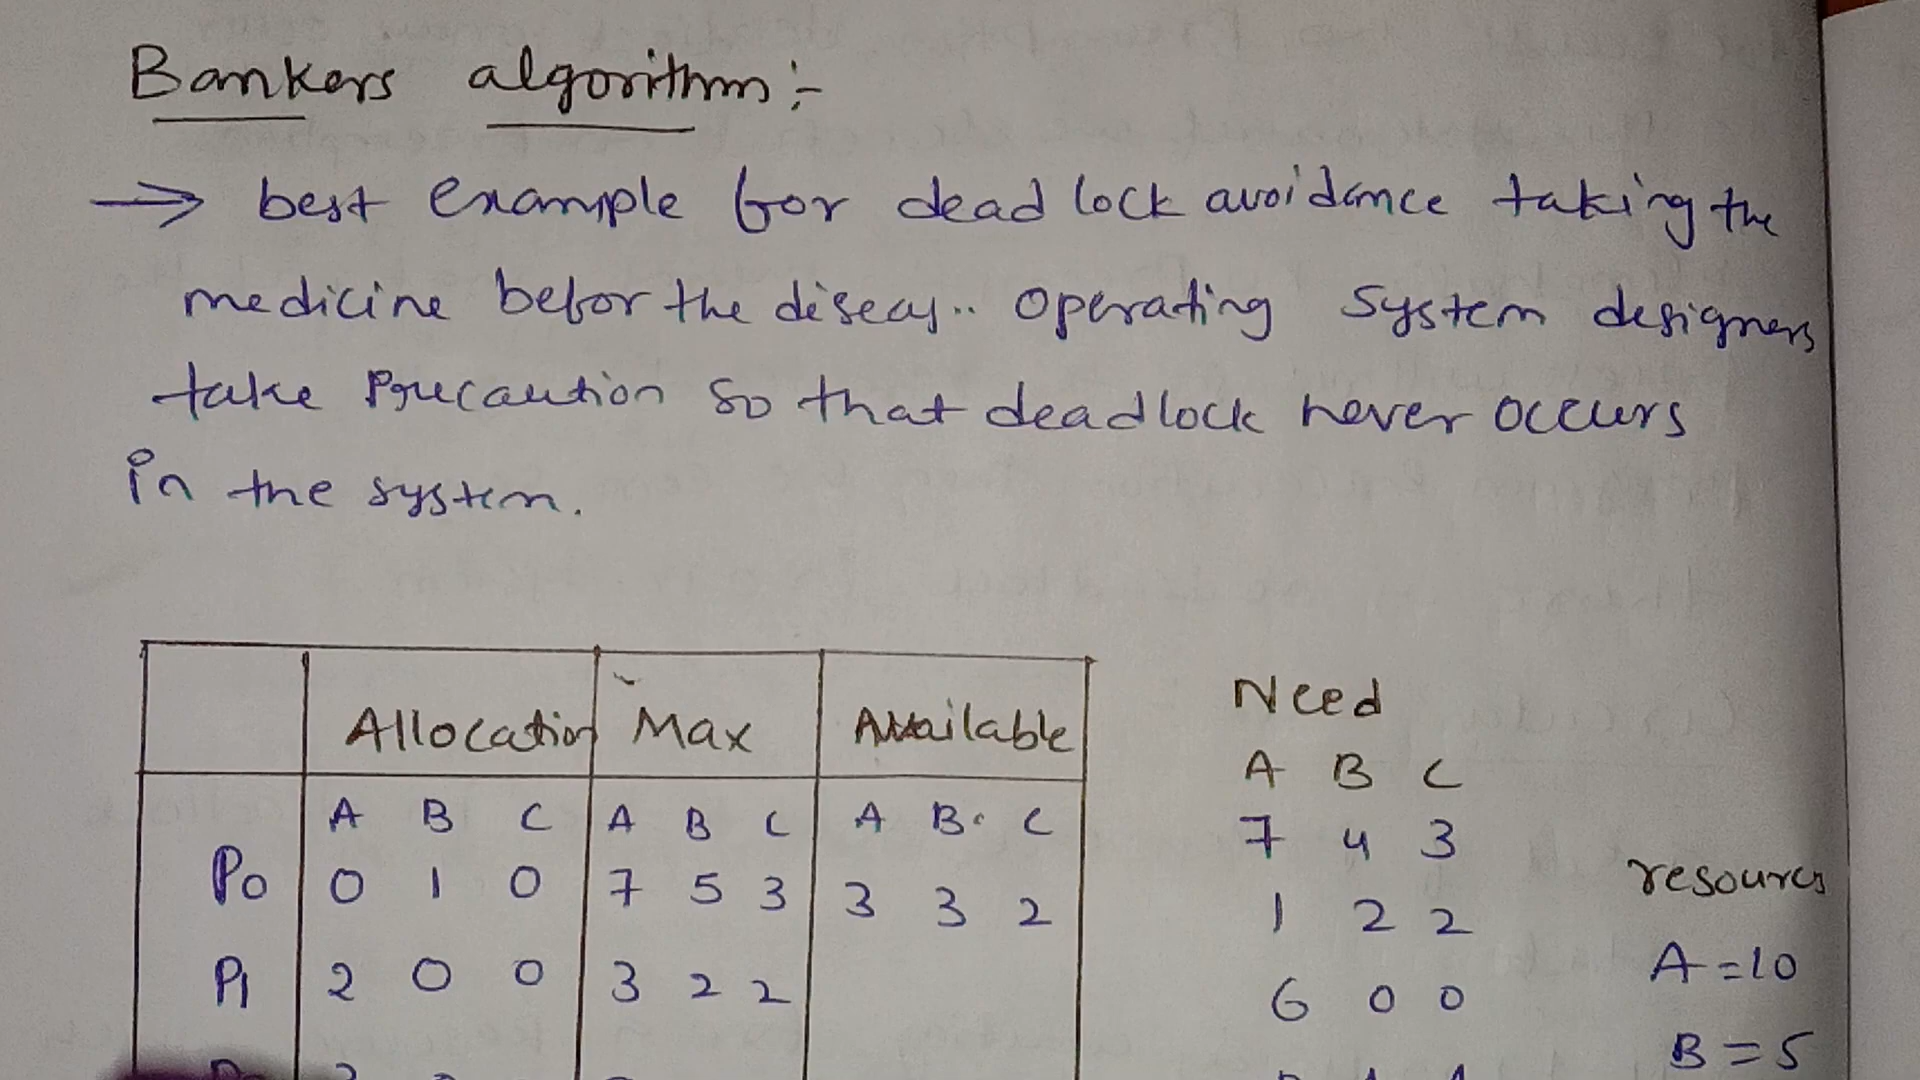 Bankers algorithm :-
→ best example for dead lock avoidance taking the
medicine befor the diseas.. Operating System designers
take Precaution So that deadlock never occurs
in the system.
Allocation Max Available
Need
A B C A B C A B C
A B C
P0 0 1 0 7 5 3 3 3 2
7 4 3
resources
P1 2 0 0 3 2 2
1 2 2
A = 10
6 0 0
B = 5